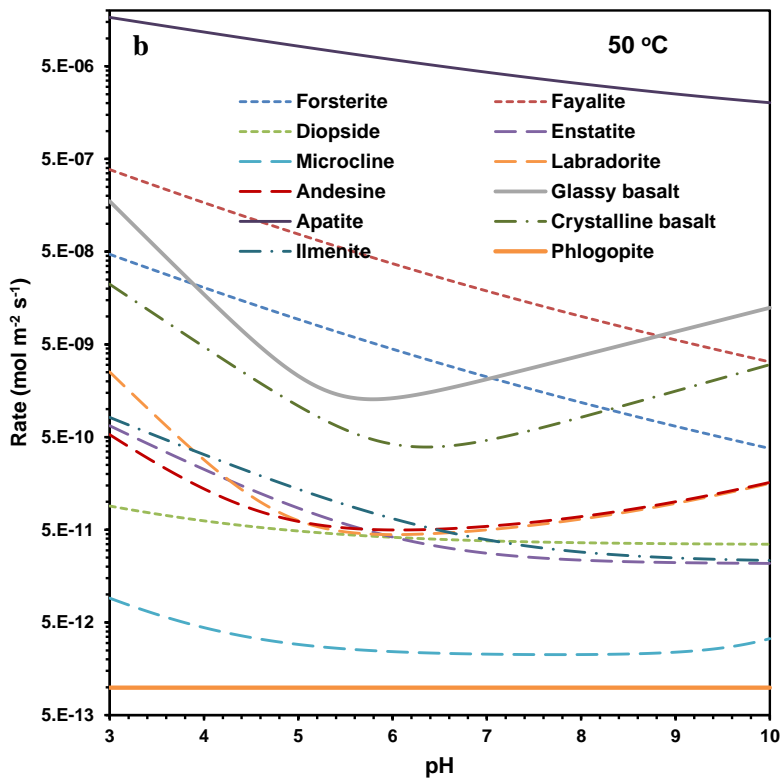 b
50 °C
5.E-06
5.E-07
5.E-08
5.E-09
5.E-10
5.E-11
5.E-12
5.E-13
Rate (mol m⁻² s⁻¹)
Forsterite
Fayalite
Diopside
Enstatite
Microcline
Labradorite
Andesine
Glassy basalt
Apatite
Crystalline basalt
Ilmenite
Phlogopite
3 4 5 6 7 8 9 10
pH